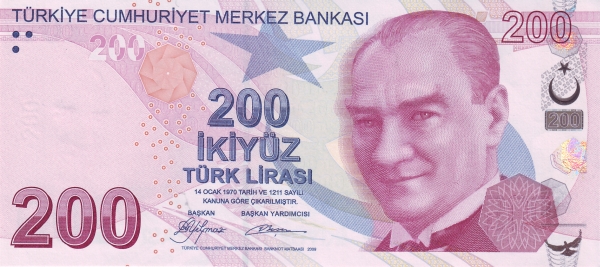 TÜRKİYE CUMHURİYET MERKEZ BANKASI
200
200
200
İKİYÜZ
TÜRK LİRASI
14 OCAK 1970 TARİH VE 1211 SAYILI
KANUNA GÖRE ÇIKARILMIŞTIR.
BAŞKAN BAŞKAN YARDIMCISI
200
200
TÜRKİYE CUMHURİYET MERKEZ BANKASI BANKNOT MATBAASI 2009